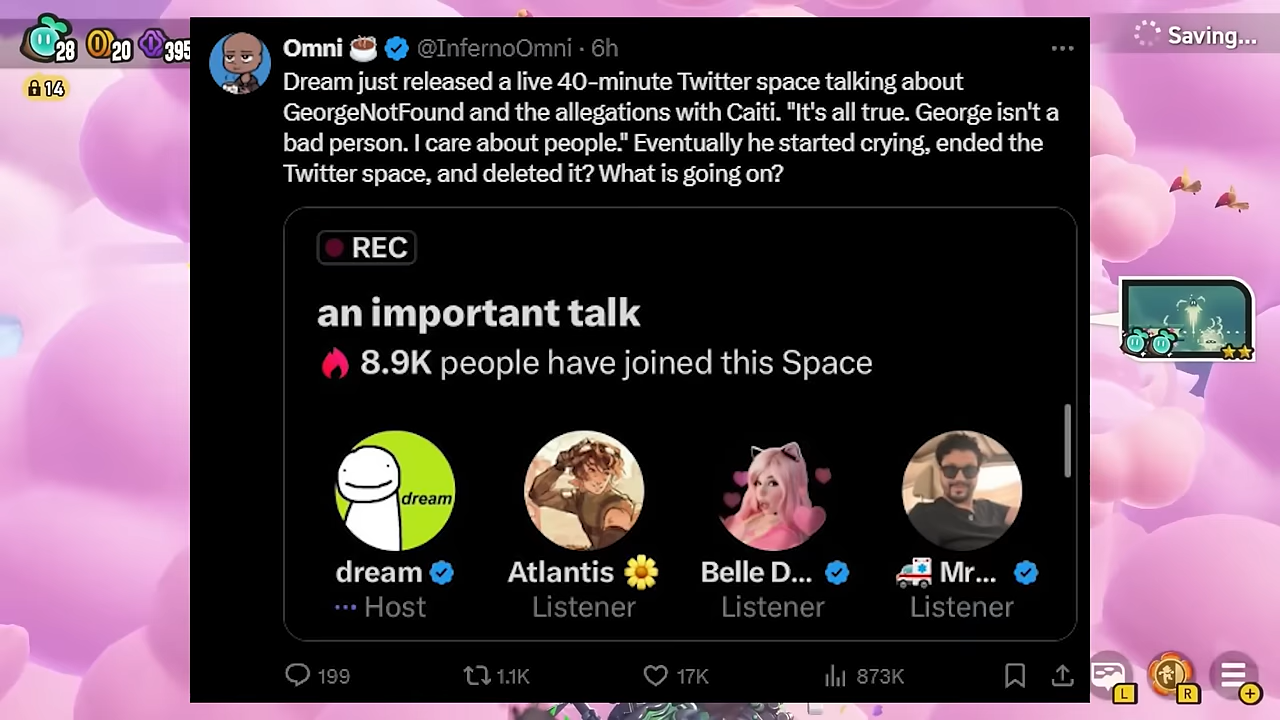 28
20
395
14
Saving...
Omni ☕ @InfernoOmni · 6h
Dream just released a live 40-minute Twitter space talking about
GeorgeNotFound and the allegations with Caiti. "It's all true. George isn't a
bad person. I care about people." Eventually he started crying, ended the
Twitter space, and deleted it? What is going on?
REC
an important talk
🔥 8.9K people have joined this Space
dream
dream
Atlantis 🌼
Belle D...
🚑 Mr...
Host
Listener
Listener
Listener
199
1.1K
17K
873K
L
R